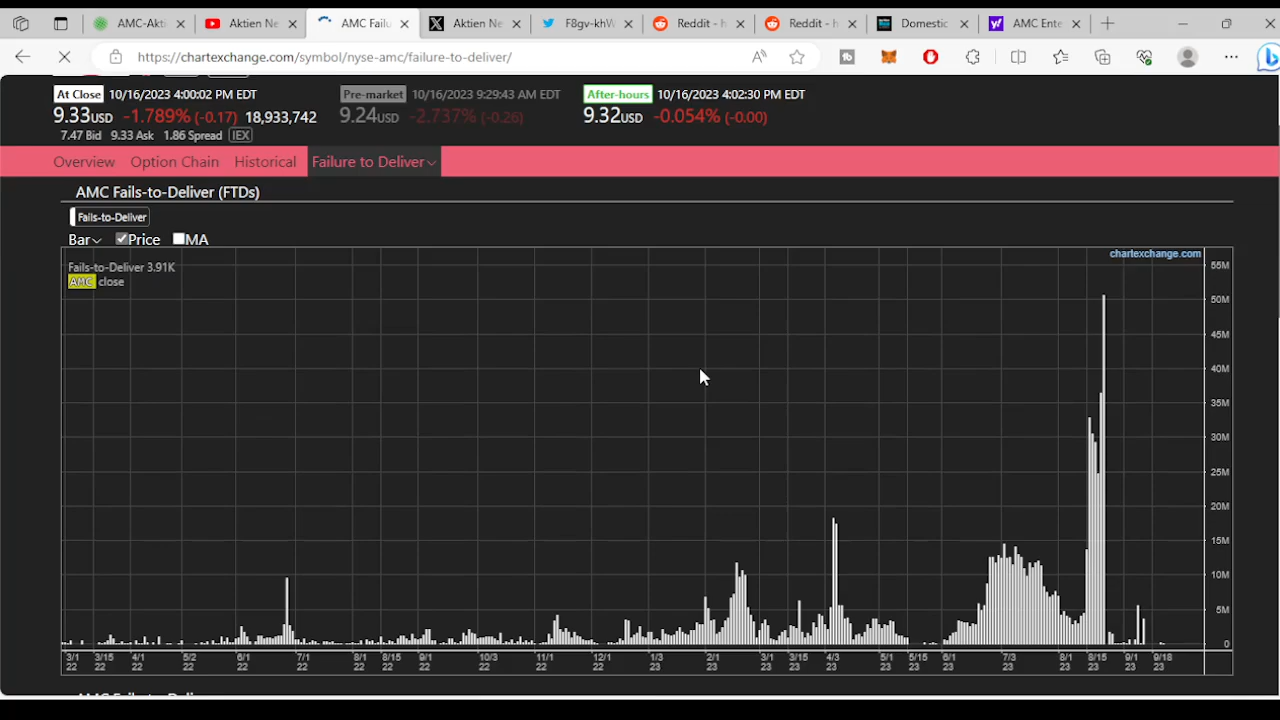 AMC-Akti
Aktien Ne
AMC Failu
Aktien Ne
F8gv-khW
Reddit - h
Reddit - h
Domestic
AMC Ente
https://chartexchange.com/symbol/nyse-amc/failure-to-deliver/
At Close 10/16/2023 4:00:02 PM EDT
9.33USD -1.789% (-0.17) 18,933,742
7.47 Bid 9.33 Ask 1.86 Spread IEX
Pre-market 10/16/2023 9:29:43 AM EDT
9.24USD -2.737% (-0.26)
After-hours 10/16/2023 4:02:30 PM EDT
9.32USD -0.054% (-0.00)
Overview Option Chain Historical Failure to Deliver
AMC Fails-to-Deliver (FTDs)
Fails-to-Deliver
Bar Price MA
chartexchange.com
Fails-to-Deliver 3.91K
AMC close
55M
50M
45M
40M
35M
30M
25M
20M
15M
10M
5M
0
3/1 3/15 4/1 5/2 6/1 7/1 8/1 8/15 9/1 10/3 11/1 12/1 1/3 2/1 3/1 3/15 4/3 5/1 5/15 6/1 7/3 8/1 8/15 9/1 9/18
22 22 22 22 22 22 22 22 22 22 22 22 23 23 23 23 23 23 23 23 23 23 23 23 23